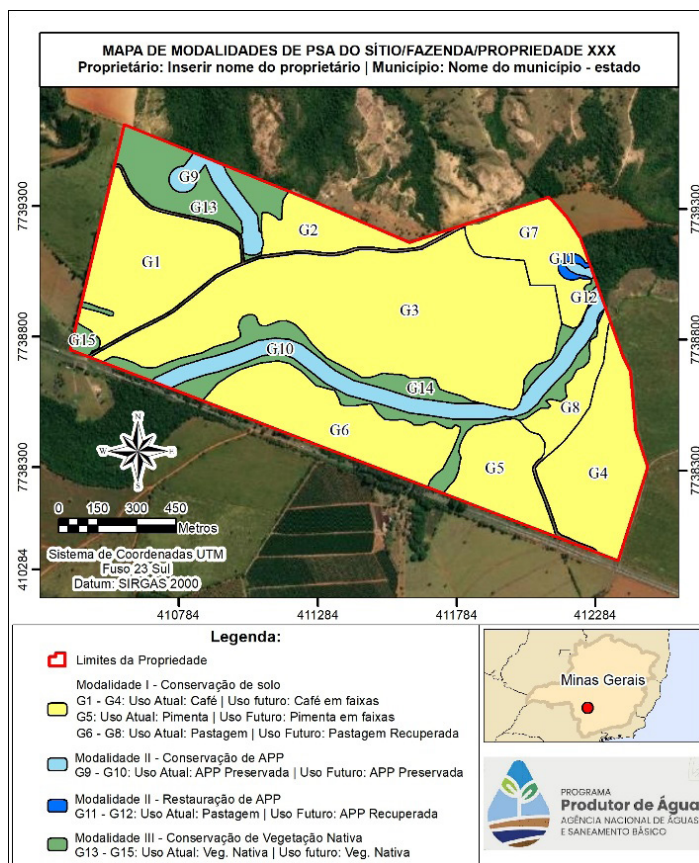 MAPA DE MODALIDADES DE PSA DO SÍTIO/FAZENDA/PROPRIEDADE XXX
Proprietário: Inserir nome do proprietário | Município: Nome do município - estado
7739300
7738800
7738300
410284
7739300
7738800
7738300
G9
G13
G2
G7
G1
G11
G12
G3
G15
G10
G14
G8
G6
G5
G4
N
W E
S
0 150 300 450
Metros
Sistema de Coordenadas UTM
Fuso 23 Sul
Datum: SIRGAS 2000
410784 411284 411784 412284
Legenda:
Limites da Propriedade
Modalidade I - Conservação de solo
G1 - G4: Uso Atual: Café | Uso futuro: Café em faixas
G5: Uso Atual: Pimenta | Uso Futuro: Pimenta em faixas
G6 - G8: Uso Atual: Pastagem | Uso Futuro: Pastagem Recuperada
Modalidade II - Conservação de APP
G9 - G10: Uso Atual: APP Preservada | Uso Futuro: APP Preservada
Modalidade II - Restauração de APP
G11 - G12: Uso Atual: Pastagem | Uso Futuro: APP Recuperada
Modalidade III - Conservação de Vegetação Nativa
G13 - G15: Uso Atual: Veg. Nativa | Uso futuro: Veg. Nativa
Minas Gerais
PROGRAMA
Produtor de Água
AGÊNCIA NACIONAL DE ÁGUAS
E SANEAMENTO BÁSICO